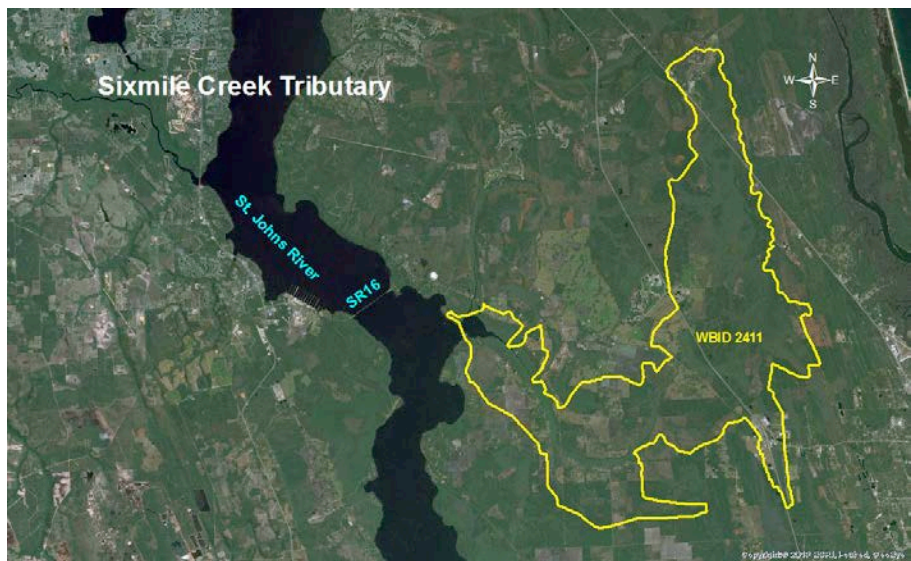 Sixmile Creek Tributary
N
W E
S
St. Johns River
SR16
WBID 2411